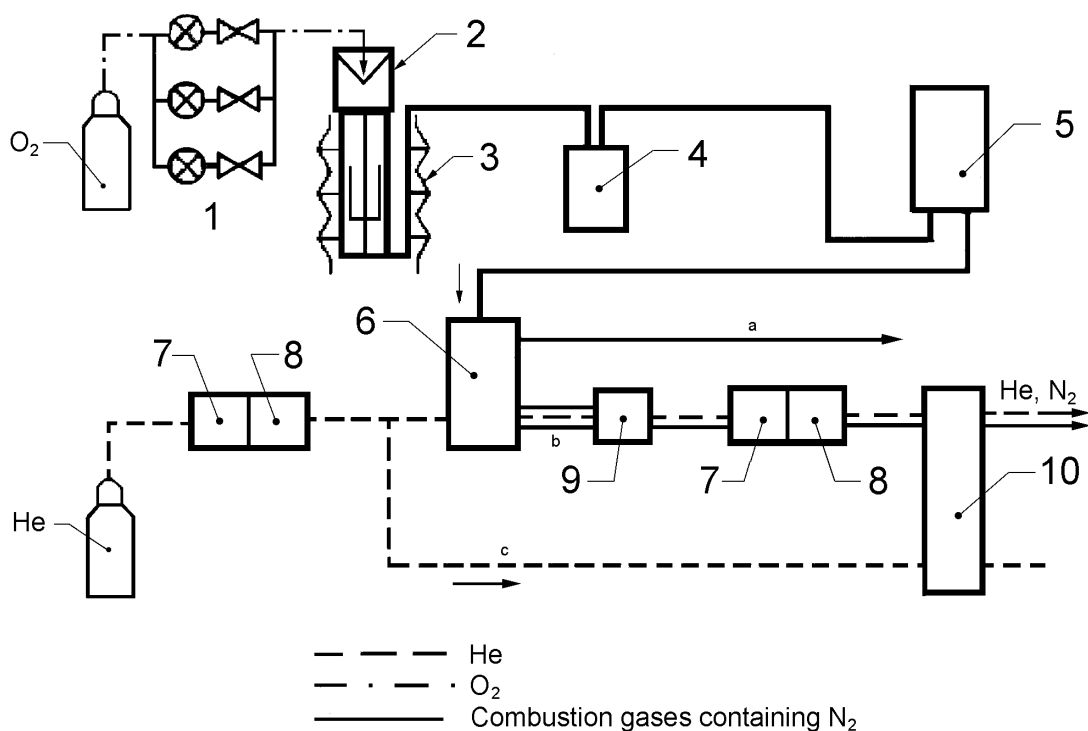 2
O₂
3
4
5
1
6
a
7
8
He, N₂
b
9
7
8
10
He
c
He
O₂
Combustion gases containing N₂